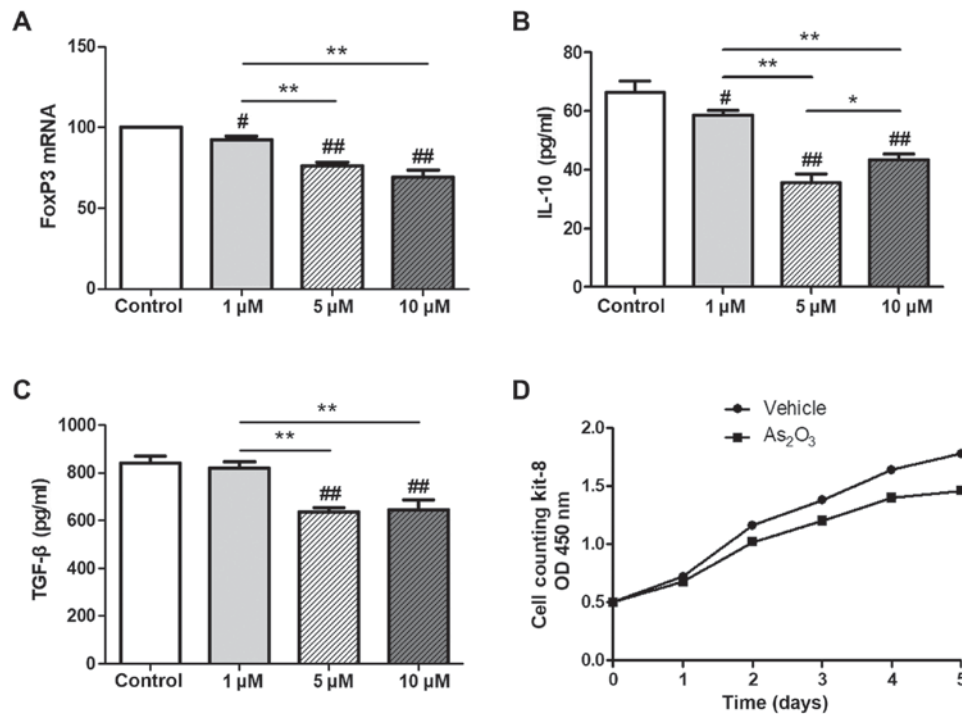 A
FoxP3 mRNA
150
100
50
0
**
**
#
##
##
Control 1 µM 5 µM 10 µM
B
IL-10 (pg/ml)
80
60
40
20
0
**
**
*
#
##
##
Control 1 µM 5 µM 10 µM
C
TGF-β (pg/ml)
1000
800
600
400
200
0
**
**
##
##
Control 1 µM 5 µM 10 µM
D
Vehicle
As₂O₃
Cell counting kit-8
OD 450 nm
2.0
1.5
1.0
0.5
0.0
0 1 2 3 4 5
Time (days)